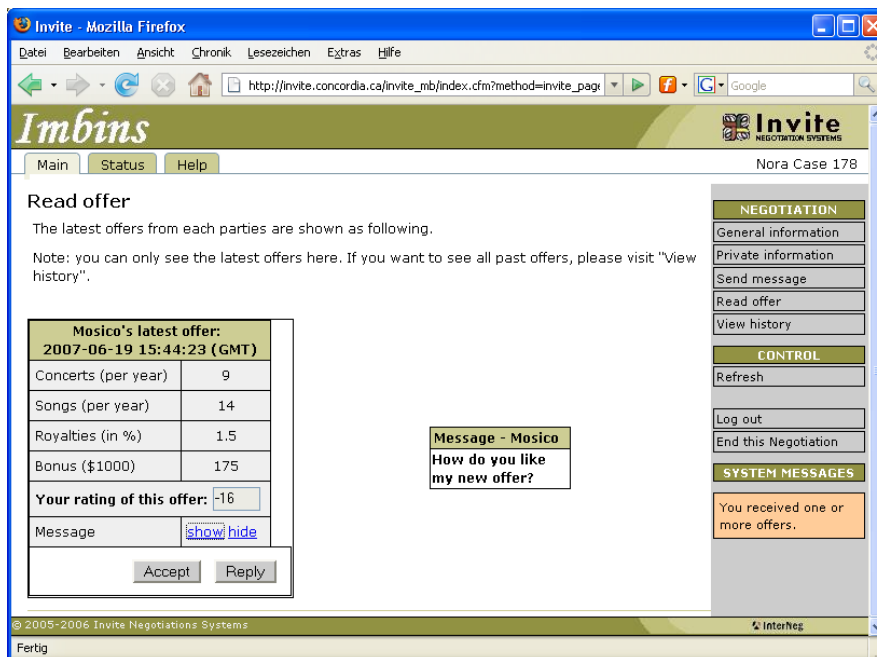 Invite - Mozilla Firefox
Datei Bearbeiten Ansicht Chronik Lesezeichen Extras Hilfe
http://invite.concordia.ca/invite_mb/index.cfm?method=invite_page
Google
Imbins
Invite
NEGOTIATION SYSTEMS
Main Status Help
Nora Case 178
Read offer
The latest offers from each parties are shown as following.
Note: you can only see the latest offers here. If you want to see all past offers, please visit "View
history".
Mosico's latest offer:
2007-06-19 15:44:23 (GMT)
Concerts (per year) 9
Songs (per year) 14
Royalties (in %) 1.5
Bonus ($1000) 175
Your rating of this offer: -16
Message show hide
Accept Reply
Message - Mosico
How do you like
my new offer?
NEGOTIATION
General information
Private information
Send message
Read offer
View history
CONTROL
Refresh
Log out
End this Negotiation
SYSTEM MESSAGES
You received one or
more offers.
© 2005-2006 Invite Negotiations Systems
InterNeg
Fertig